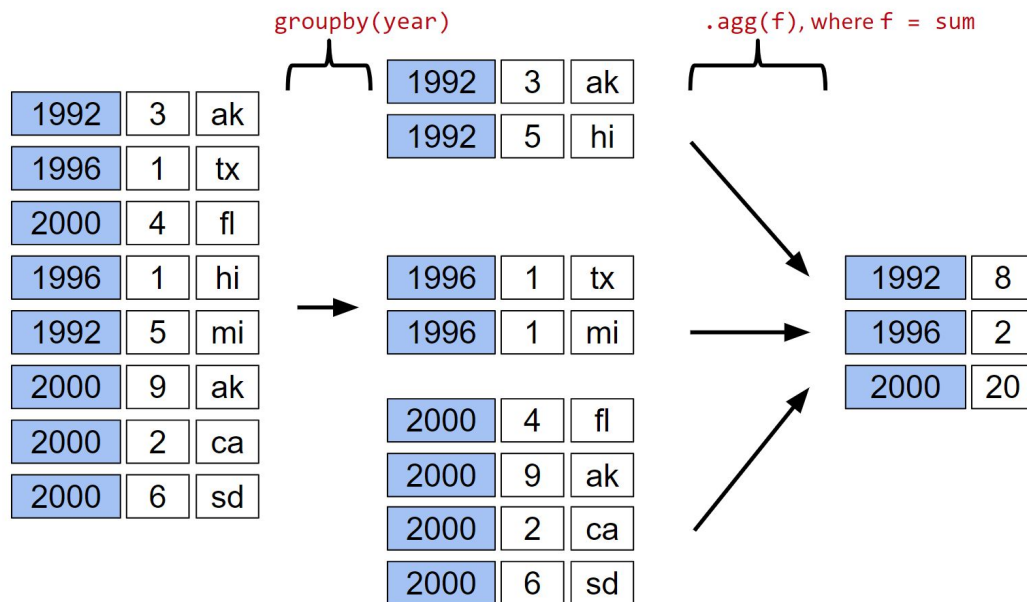 groupby(year)
.agg(f), where f = sum
1992 3 ak
1996 1 tx
2000 4 fl
1996 1 hi
1992 5 mi
2000 9 ak
2000 2 ca
2000 6 sd
1992 3 ak
1992 5 hi
1996 1 tx
1996 1 mi
2000 4 fl
2000 9 ak
2000 2 ca
2000 6 sd
1992 8
1996 2
2000 20